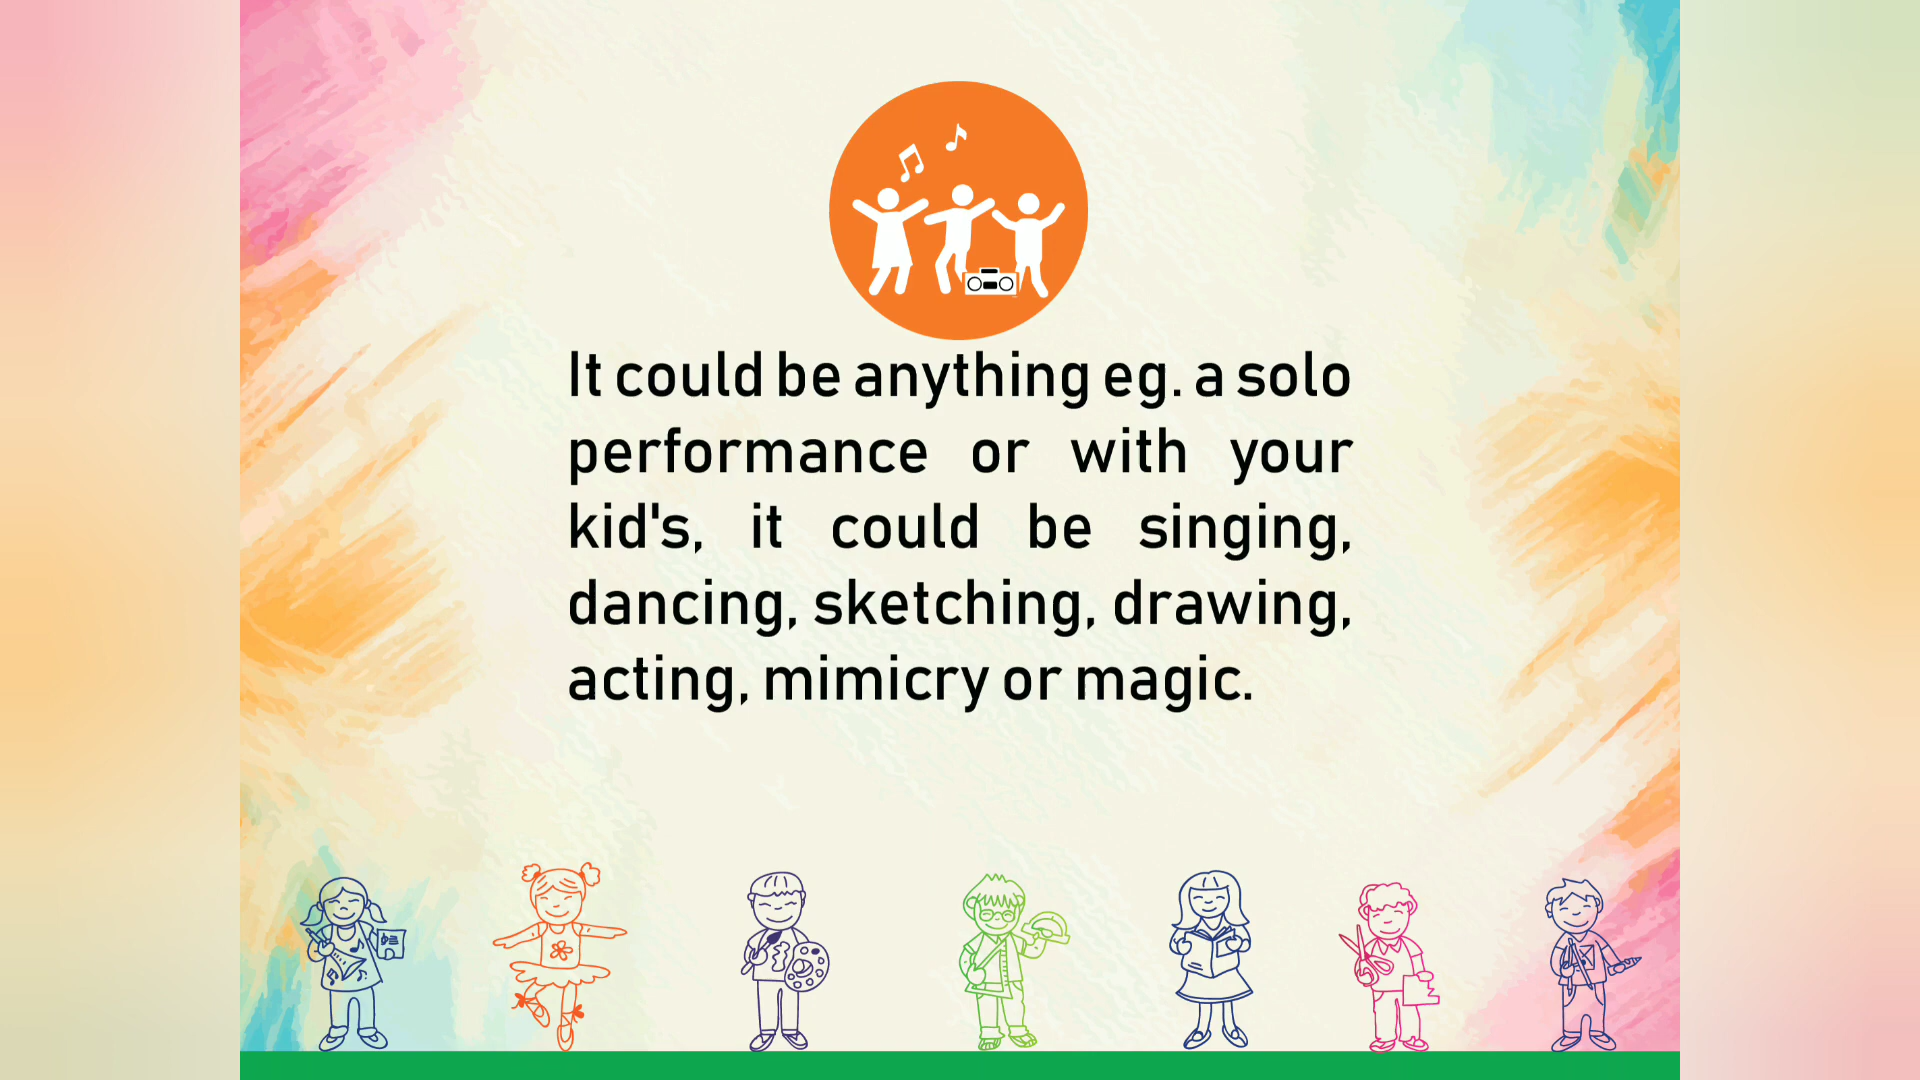 It could be anything eg. a solo
performance or with your
kid's, it could be singing,
dancing, sketching, drawing,
acting, mimicry or magic.